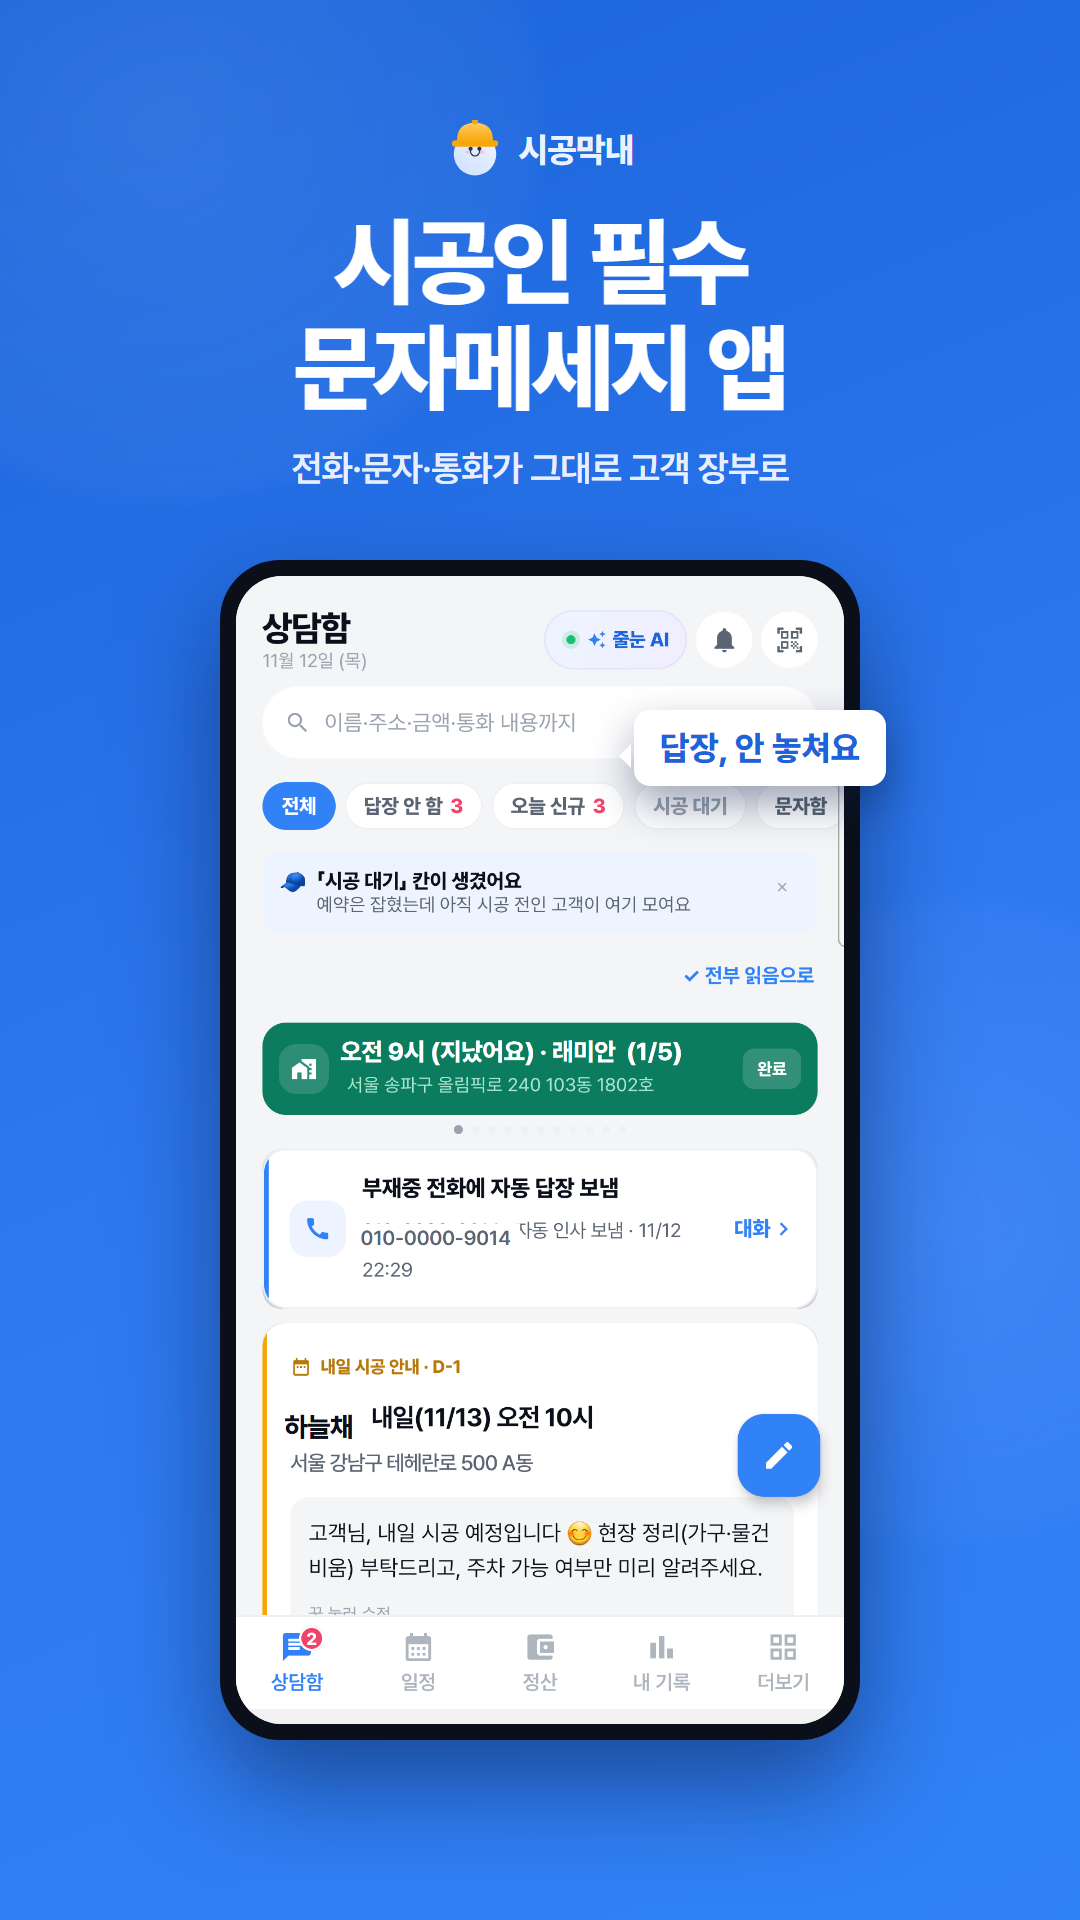 시공막내
시공인 필수
문자메세지 앱
전화·문자·통화가 그대로 고객 장부로
상담함
11월 12일 (목)
줄눈 AI
이름·주소·금액·통화 내용까지
답장, 안 놓쳐요
전체
답장 안 함 3
오늘 신규 3
시공 대기
문자함
「시공 대기」 칸이 생겼어요
예약은 잡혔는데 아직 시공 전인 고객이 여기 모여요
×
✓ 전부 읽음으로
오전 9시 (지났어요) · 래미안 (1/5)
서울 송파구 올림픽로 240 103동 1802호
완료
부재중 전화에 자동 답장 보냄
010-0000-9014 자동 인사 보냄 · 11/12
22:29
대화 >
내일 시공 안내 · D-1
하늘채 내일(11/13) 오전 10시
서울 강남구 테헤란로 500 A동
고객님, 내일 시공 예정입니다 😊 현장 정리(가구·물건
비움) 부탁드리고, 주차 가능 여부만 미리 알려주세요.
2
상담함
일정
정산
내 기록
더보기